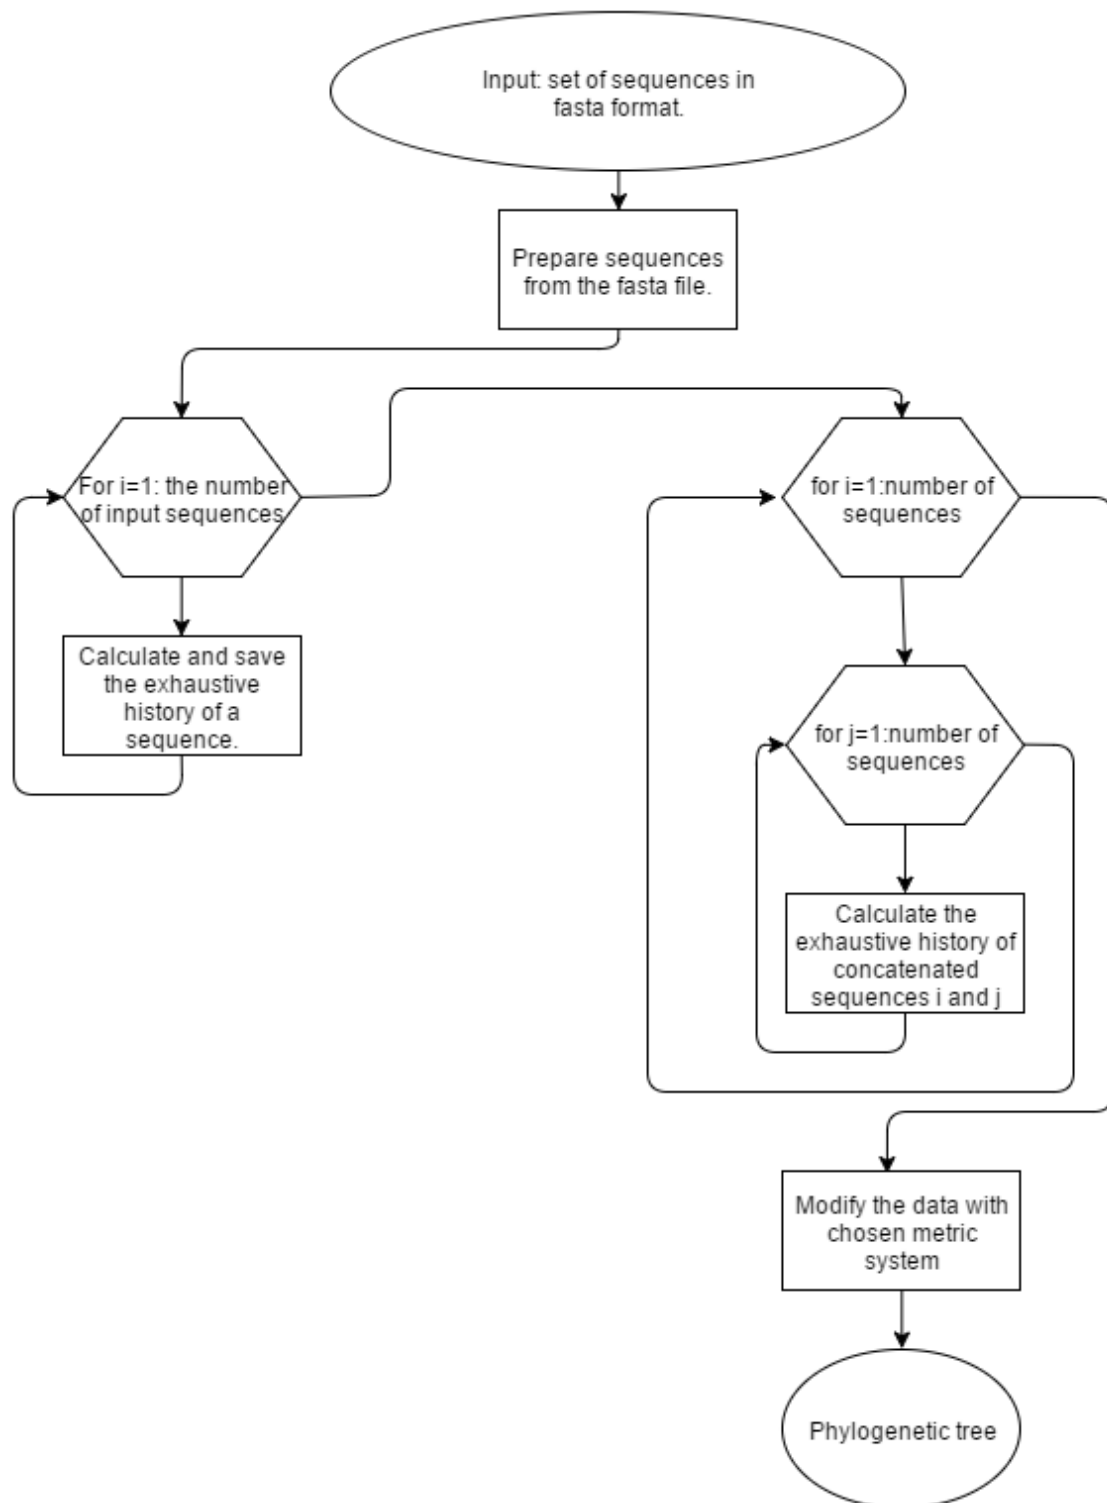 Input: set of sequences in
fasta format.
Prepare sequences
from the fasta file.
For i=1: the number
of input sequences
Calculate and save
the exhaustive
history of a
sequence.
for i=1:number of
sequences
for j=1:number of
sequences
Calculate the
exhaustive history of
concatenated
sequences i and j
Modify the data with
chosen metric
system
Phylogenetic tree